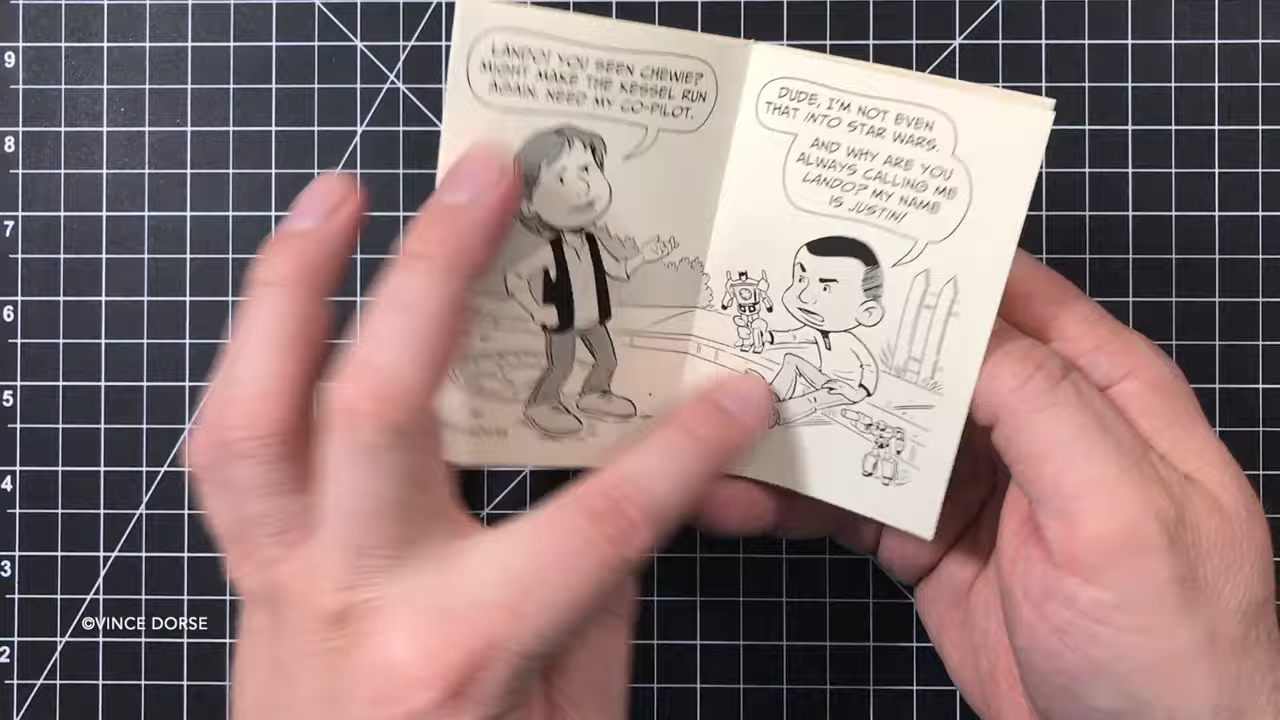 LANDO! YOU SEEN CHEWIE?
MIGHT MAKE THE KESSEL RUN
AGAIN. NEED MY CO-PILOT.
DUDE, I'M NOT EVEN
THAT INTO STAR WARS.
AND WHY ARE YOU
ALWAYS CALLING ME
LANDO? MY NAME
IS JUSTIN!
9
8
7
6
5
4
3
2
©VINCE DORSE